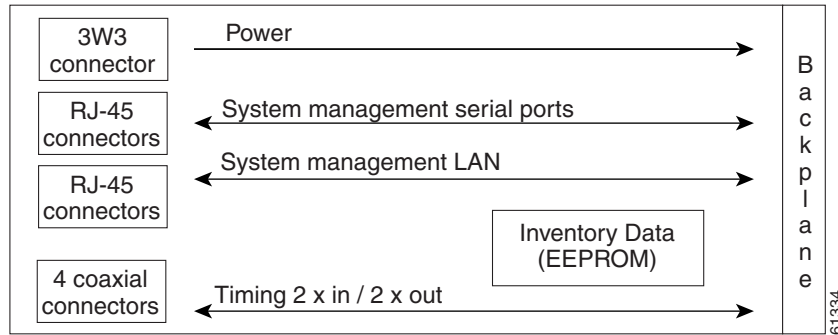 3W3
connector
Power
RJ-45
connectors
System management serial ports
System management LAN
RJ-45
connectors
Inventory Data
(EEPROM)
4 coaxial
connectors
Timing 2 x in / 2 x out
Backplane
61334